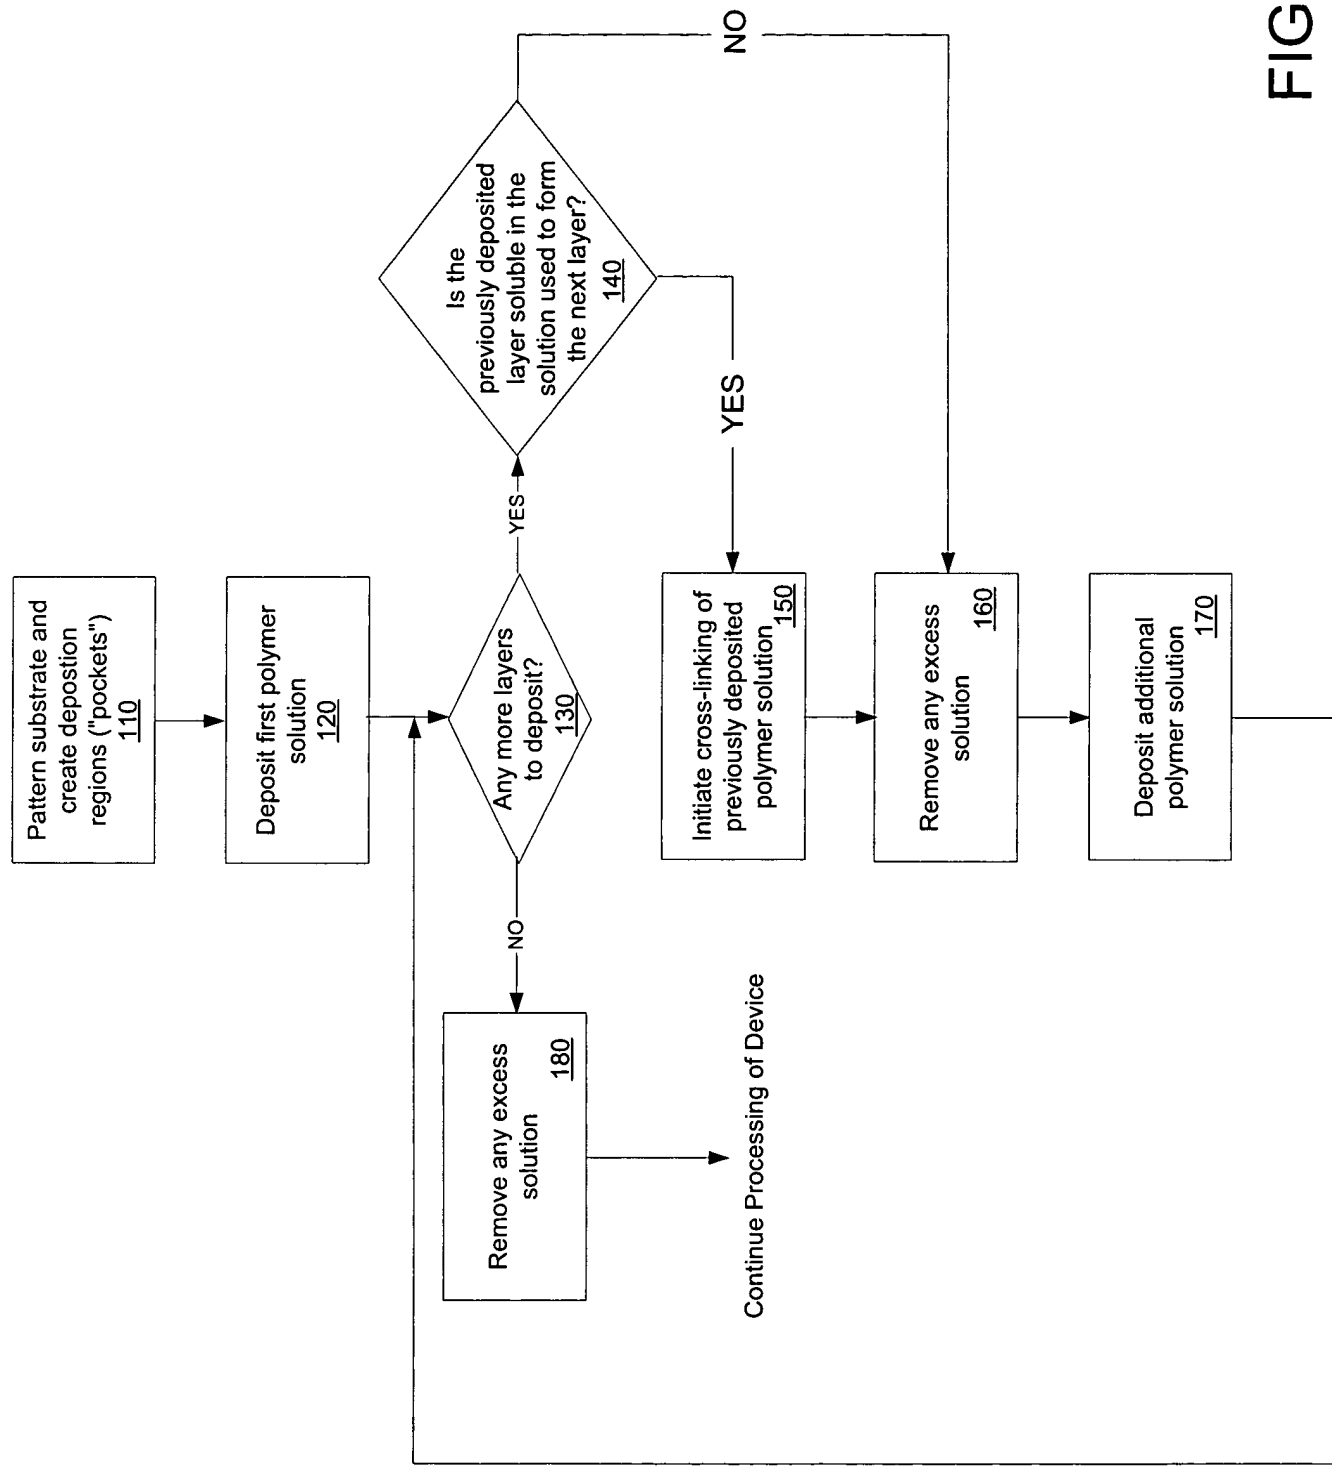 Pattern substrate and
create depostion
regions ("pockets")
110
Deposit first polymer
solution
120
Any more layers
to deposit?
130
YES
NO
Is the
previously deposited
layer soluble in the
solution used to form
the next layer?
140
YES
NO
Initiate cross-linking of
previously deposited
polymer solution
150
Remove any excess
solution
160
Deposit additional
polymer solution
170
Remove any excess
solution
180
Continue Processing of Device
FIG